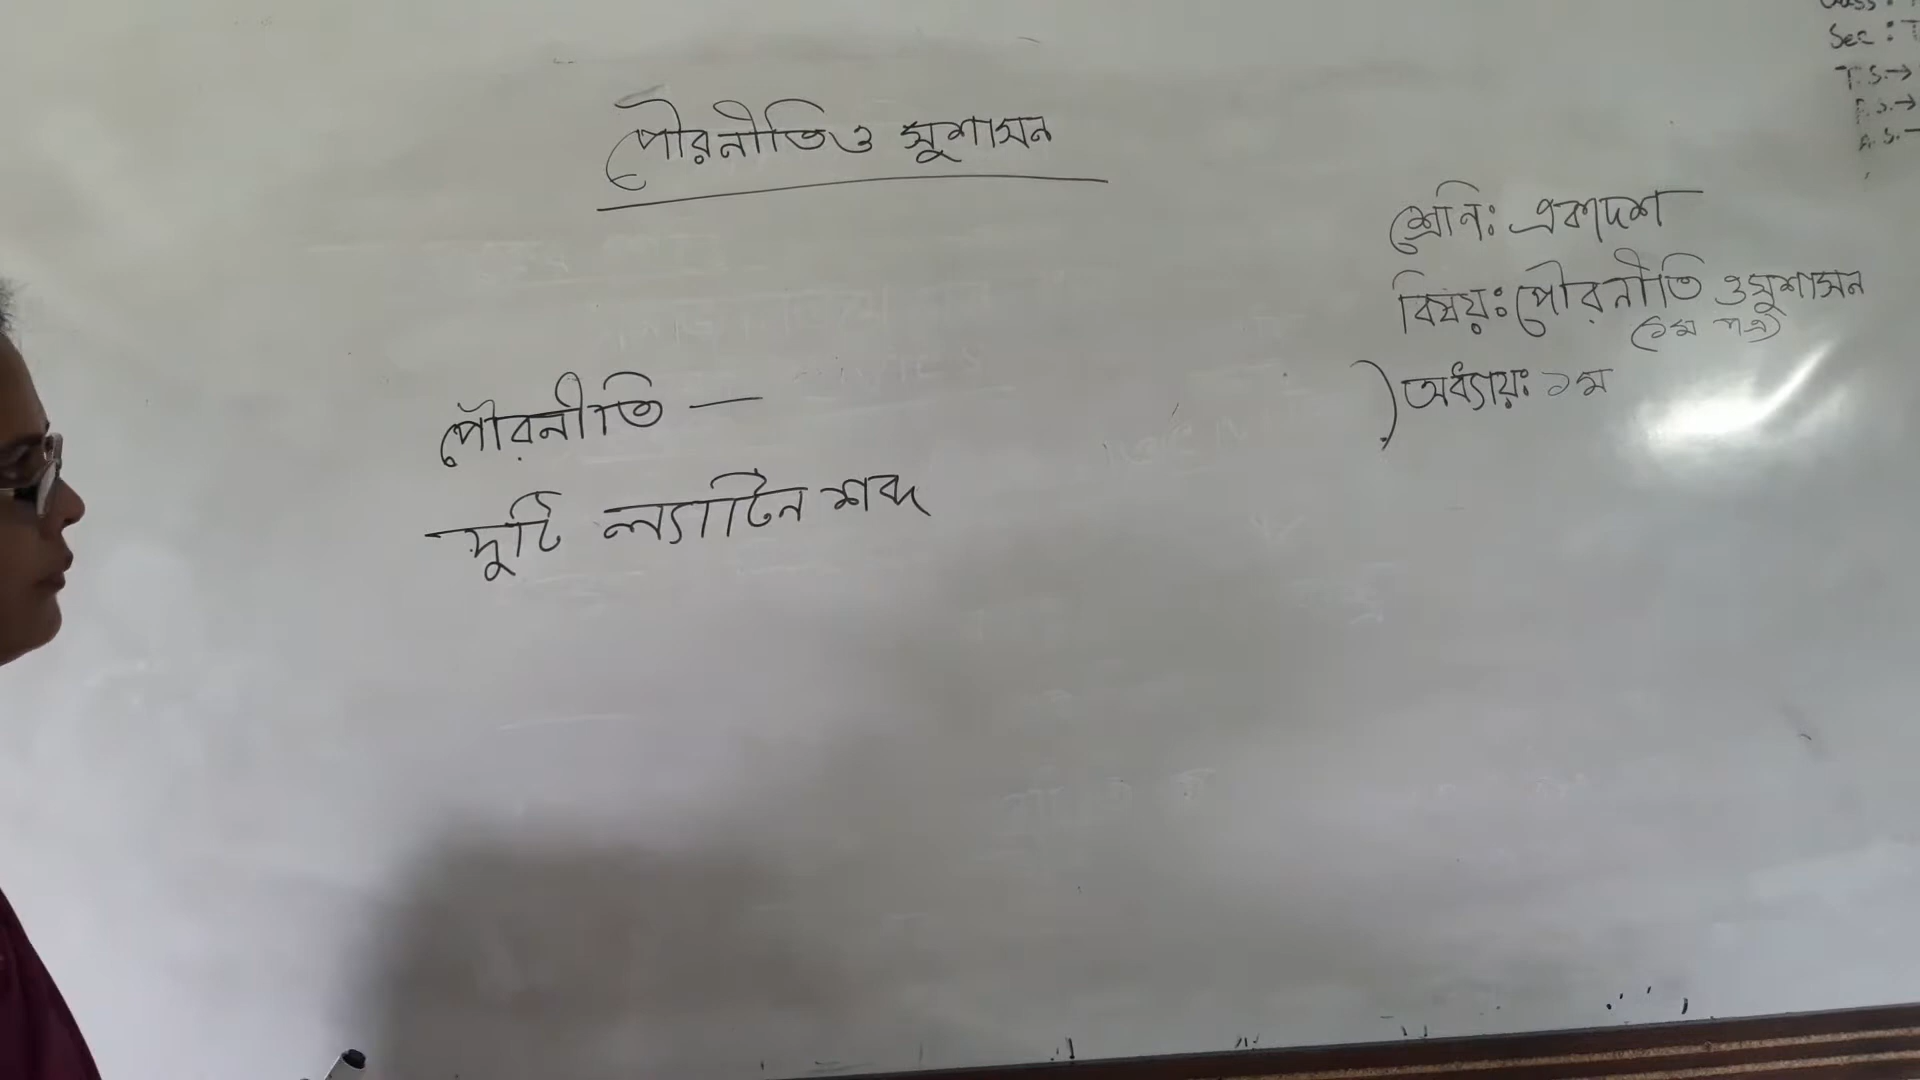 পৌরনীতি ও সুশাসন
শ্রেনিঃ একাদশ
বিষয়ঃ পৌরনীতি ও সুশাসন
(১ম পত্র)
অধ্যায়ঃ ১ম
পৌরনীতি —
দুটি ল্যাটিন শব্দ
Sec :
T.S.→